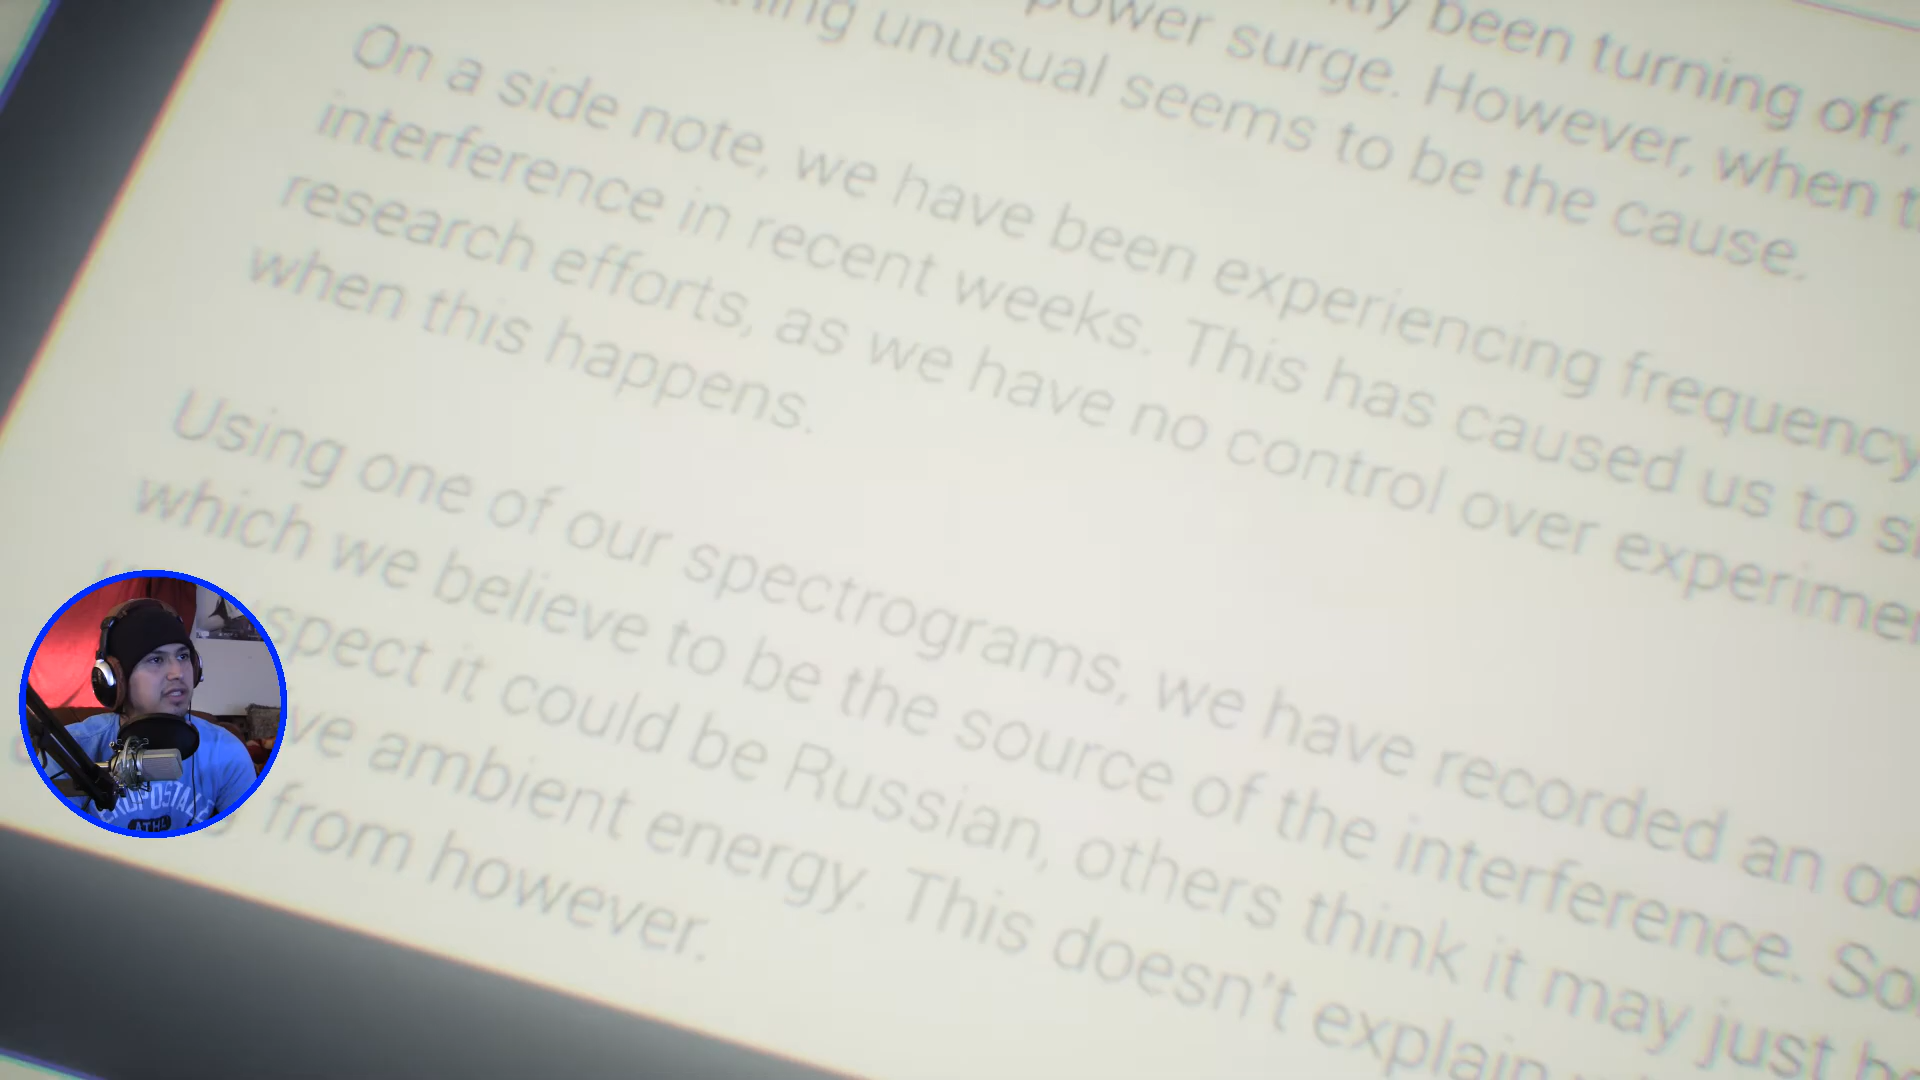 been turning off,
power surge. However, when
unusual seems to be the cause.
On a side note, we have been experiencing frequency
interference in recent weeks. This has caused us to
research efforts, as we have no control over
when this happens.
Using one of our spectrograms, we have recorded an
which we believe to be the source of the interference.
it could be Russian, others think it may just
ambient energy. This doesn't explain
from however.